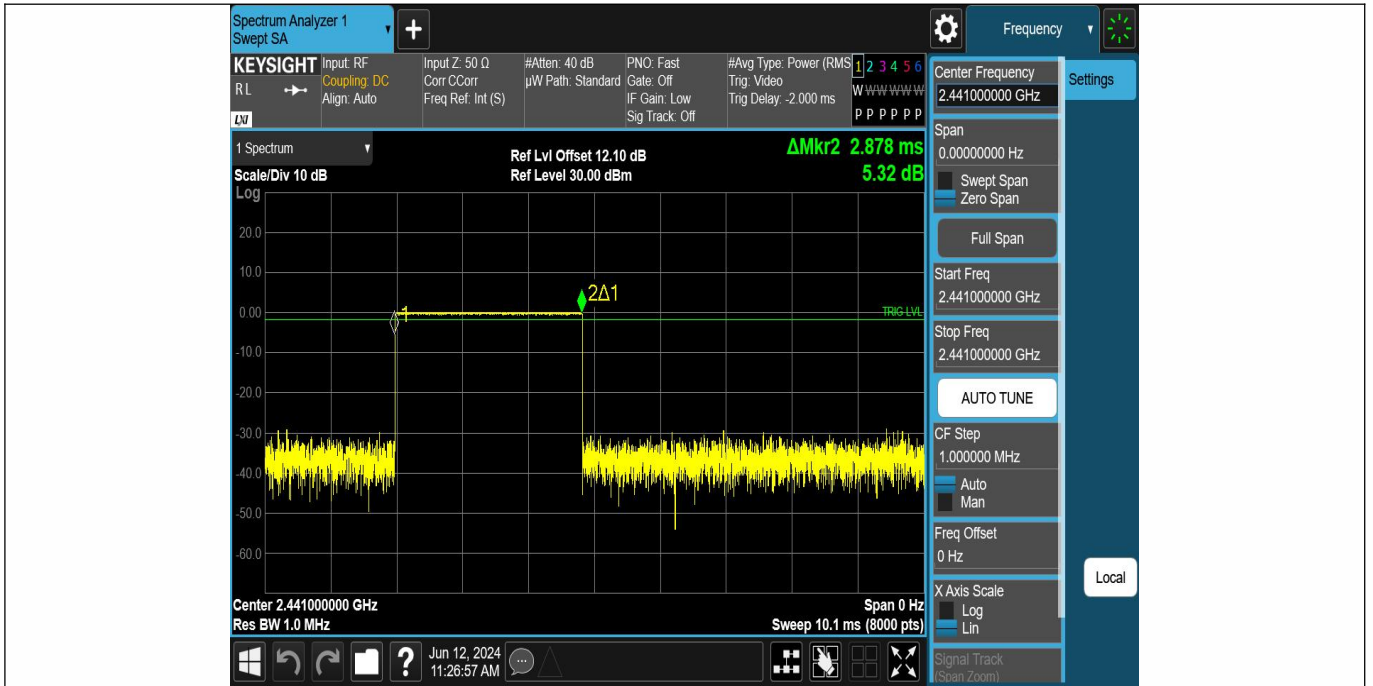 Spectrum Analyzer 1
Swept SA
+
Frequency
KEYSIGHT
RL
LXI
Input: RF
Coupling: DC
Align: Auto
Input Z: 50 Ω
Corr CCorr
Freq Ref: Int (S)
#Atten: 40 dB
µW Path: Standard
PNO: Fast
Gate: Off
IF Gain: Low
Sig Track: Off
#Avg Type: Power (RMS
Trig: Video
Trig Delay: -2.000 ms
1 2 3 4 5 6
W W W W W W
P P P P P P
1 Spectrum
Scale/Div 10 dB
Ref Lvl Offset 12.10 dB
Ref Level 30.00 dBm
ΔMkr2 2.878 ms
5.32 dB
Log
20.0
10.0
0.00
-10.0
-20.0
-30.0
-40.0
-50.0
-60.0
1
2Δ1
TRIG LVL
Center 2.441000000 GHz
Res BW 1.0 MHz
Span 0 Hz
Sweep 10.1 ms (8000 pts)
?
Jun 12, 2024
11:26:57 AM
Center Frequency
2.441000000 GHz
Settings
Span
0.00000000 Hz
Swept Span
Zero Span
Full Span
Start Freq
2.441000000 GHz
Stop Freq
2.441000000 GHz
AUTO TUNE
CF Step
1.000000 MHz
Auto
Man
Freq Offset
0 Hz
X Axis Scale
Log
Lin
Signal Track
(Span Zoom)
Local